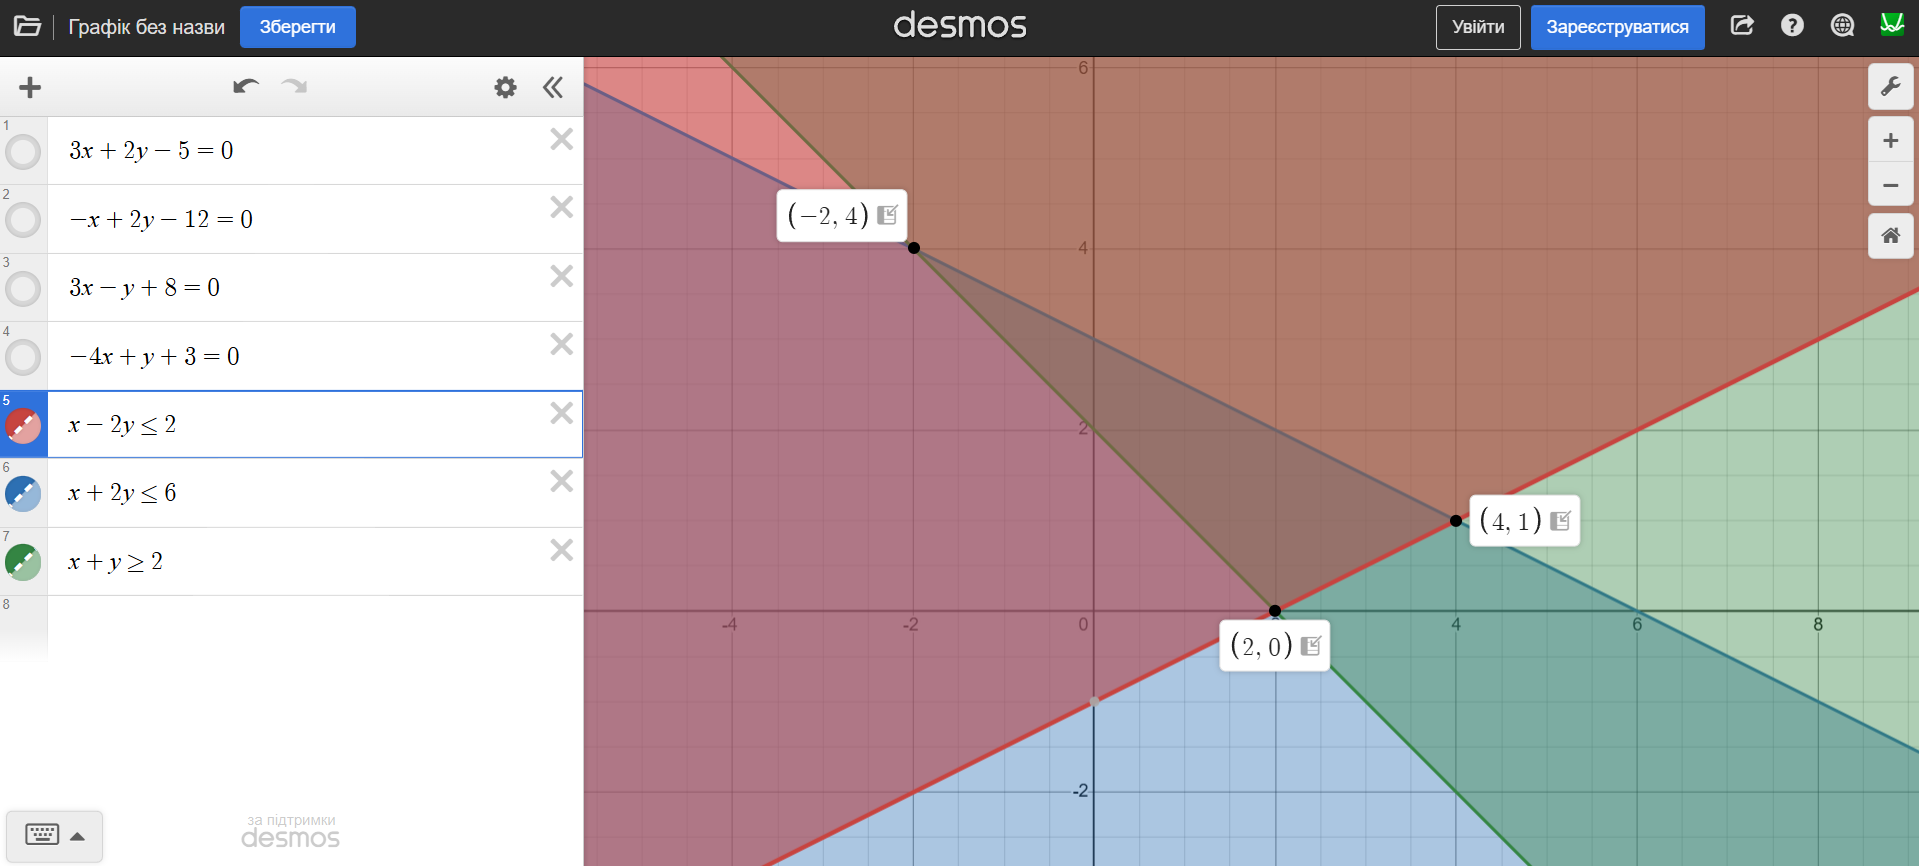 Графік без назви
Зберегти
desmos
Увійти
Зареєструватися
1
3x + 2y − 5 = 0
2
−x + 2y − 12 = 0
3
3x − y + 8 = 0
4
−4x + y + 3 = 0
5
x − 2y ≤ 2
6
x + 2y ≤ 6
7
x + y ≥ 2
8
за підтримки
desmos
6
(−2, 4)
4
2
(4, 1)
-4
-2
0
4
6
8
(2, 0)
-2